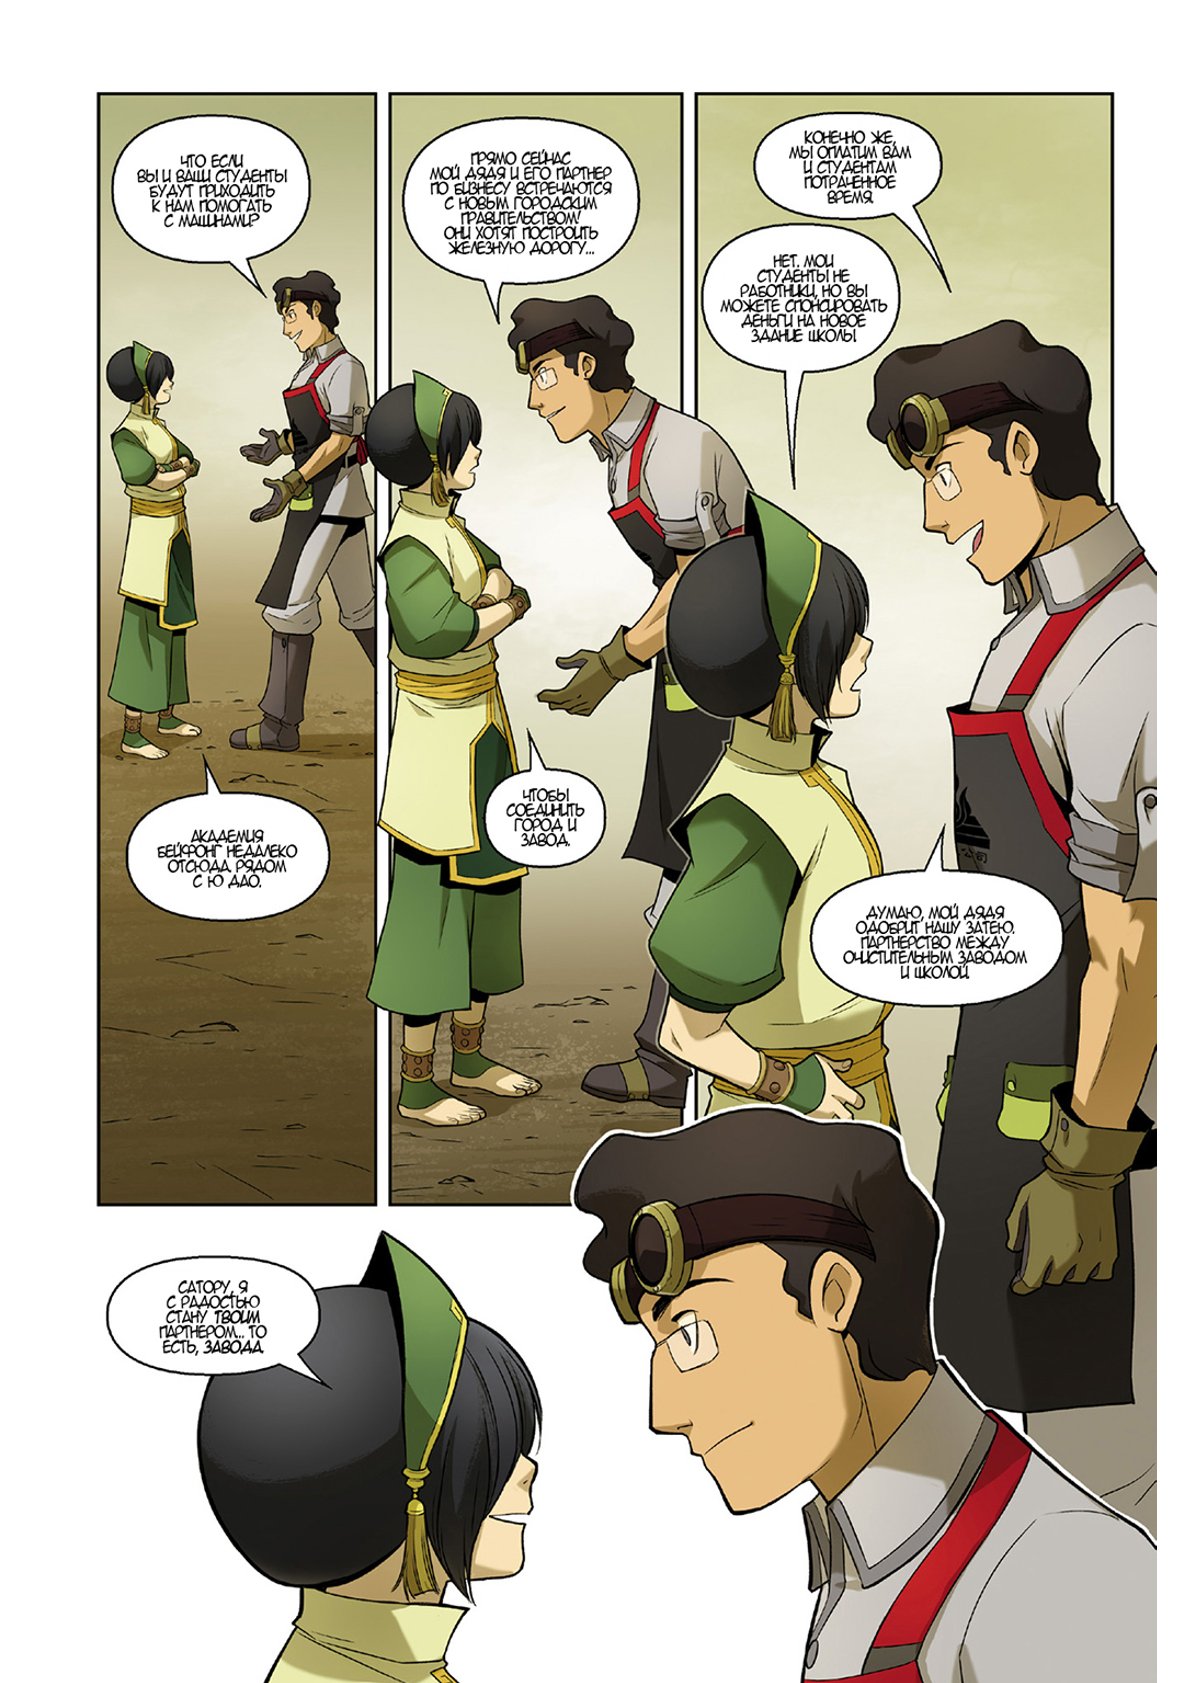 ЧТО ЕСЛИ
ВЫ И ВАШИ СТУДЕНТЫ
БУДУТ ПРИХОДИТЬ
К НАМ ПОМОГАТЬ
С МАШИНАМИ?
АКАДЕМИЯ
БЕЙФОНГ НЕДАЛЕКО
ОТСЮДА. РЯДОМ
С Ю ДАО.
ПРЯМО СЕЙЧАС
МОЙ ДЯДЯ И ЕГО ПАРТНЕР
ПО БИЗНЕСУ ВСТРЕЧАЮТСЯ
С НОВЫМ ГОРОДСКИМ
ПРАВИТЕЛЬСТВОМ!
ОНИ ХОТЯТ ПОСТРОИТЬ
ЖЕЛЕЗНУЮ ДОРОГУ...
ЧТОБЫ
СОЕДИНИТЬ
ГОРОД И
ЗАВОД.
КОНЕЧНО ЖЕ,
МЫ ОПЛАТИМ ВАМ
И СТУДЕНТАМ
ПОТРАЧЕННОЕ
ВРЕМЯ.
НЕТ. МОИ
СТУДЕНТЫ НЕ
РАБОТНИКИ, НО ВЫ
МОЖЕТЕ СПОНСИРОВАТЬ
ДЕНЬГИ НА НОВОЕ
ЗДАНИЕ ШКОЛЫ.
ДУМАЮ, МОЙ ДЯДЯ
ОДОБРИТ НАШУ ЗАТЕЮ.
ПАРТНЕРСТВО МЕЖДУ
ОЧИСТИТЕЛЬНЫМ ЗАВОДОМ
И ШКОЛОЙ.
САТОРУ, Я
С РАДОСТЬЮ
СТАНУ ТВОИМ
ПАРТНЕРОМ... ТО
ЕСТЬ, ЗАВОДА.